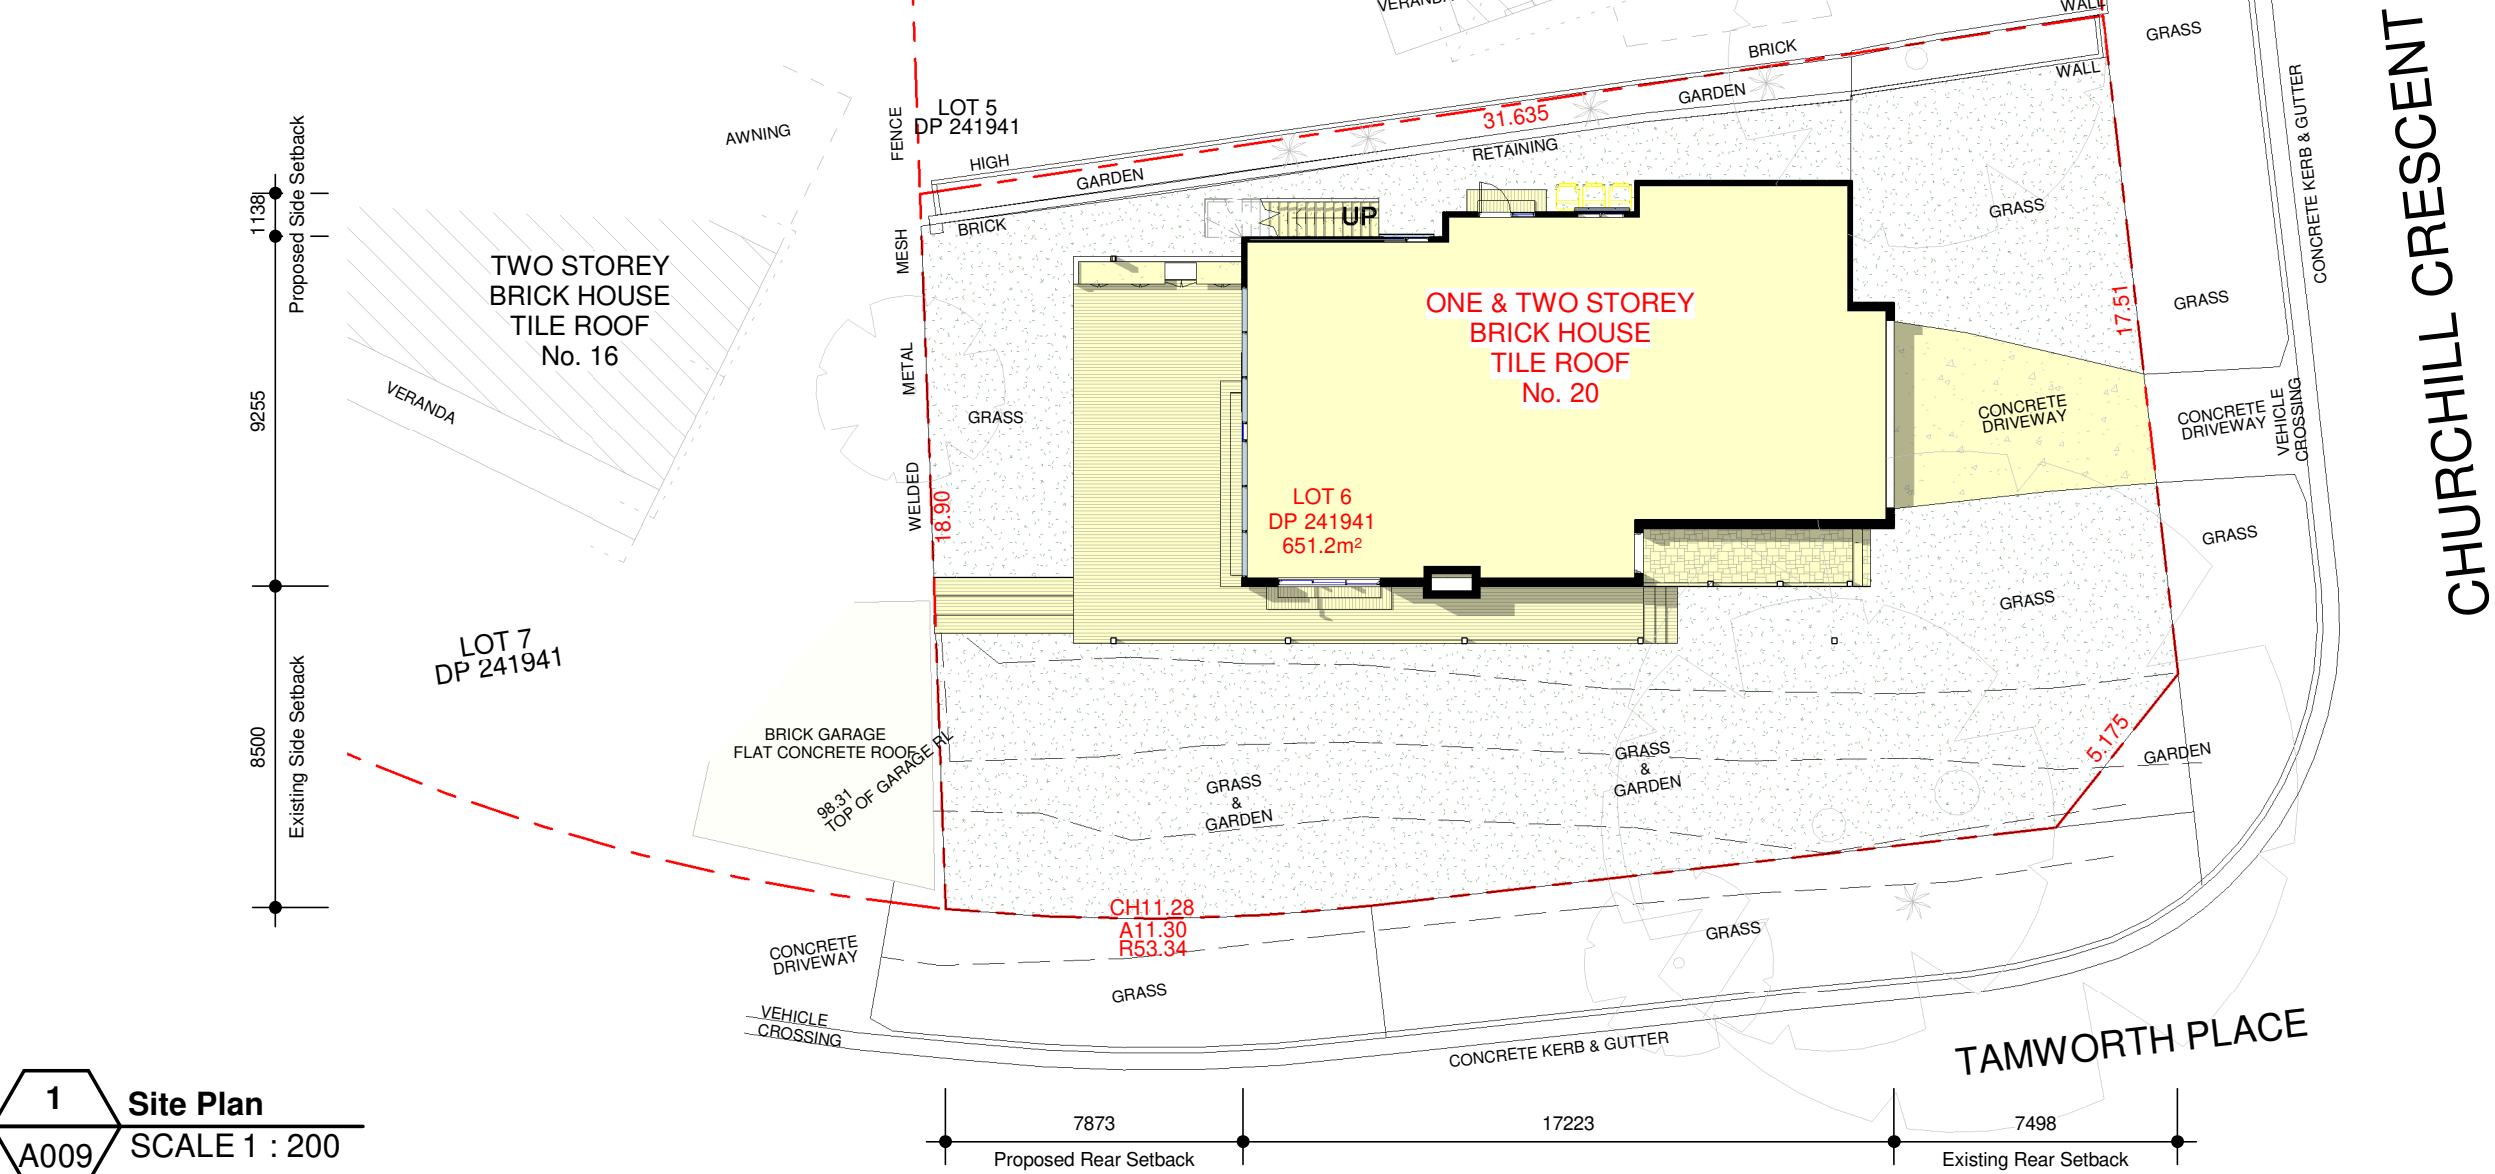 VERANDA
WALL
GRASS
BRICK
WALL
GARDEN
31.635
RETAINING
FENCE
LOT 5
DP 241941
AWNING
HIGH
GARDEN
BRICK
MESH
UP
GRASS
GRASS
CONCRETE KERB & GUTTER
CHURCHILL CRESCENT
1138
Proposed Side Setback
TWO STOREY
BRICK HOUSE
TILE ROOF
No. 16
VERANDA
METAL
GRASS
WELDED
18.90
ONE & TWO STOREY
BRICK HOUSE
TILE ROOF
No. 20
17.51
CONCRETE
DRIVEWAY
CONCRETE
DRIVEWAY
VEHICLE
CROSSING
9255
LOT 6
DP 241941
651.2m²
GRASS
GRASS
LOT 7
DP 241941
8500
Existing Side Setback
BRICK GARAGE
FLAT CONCRETE ROOF
98.31
TOP OF GARAGE RL
GRASS
&
GARDEN
GRASS
&
GARDEN
5.175
GARDEN
CH11.28
A11.30
R53.34
GRASS
CONCRETE
DRIVEWAY
GRASS
VEHICLE
CROSSING
CONCRETE KERB & GUTTER
TAMWORTH PLACE
1
A009
Site Plan
SCALE 1 : 200
7873
Proposed Rear Setback
17223
7498
Existing Rear Setback